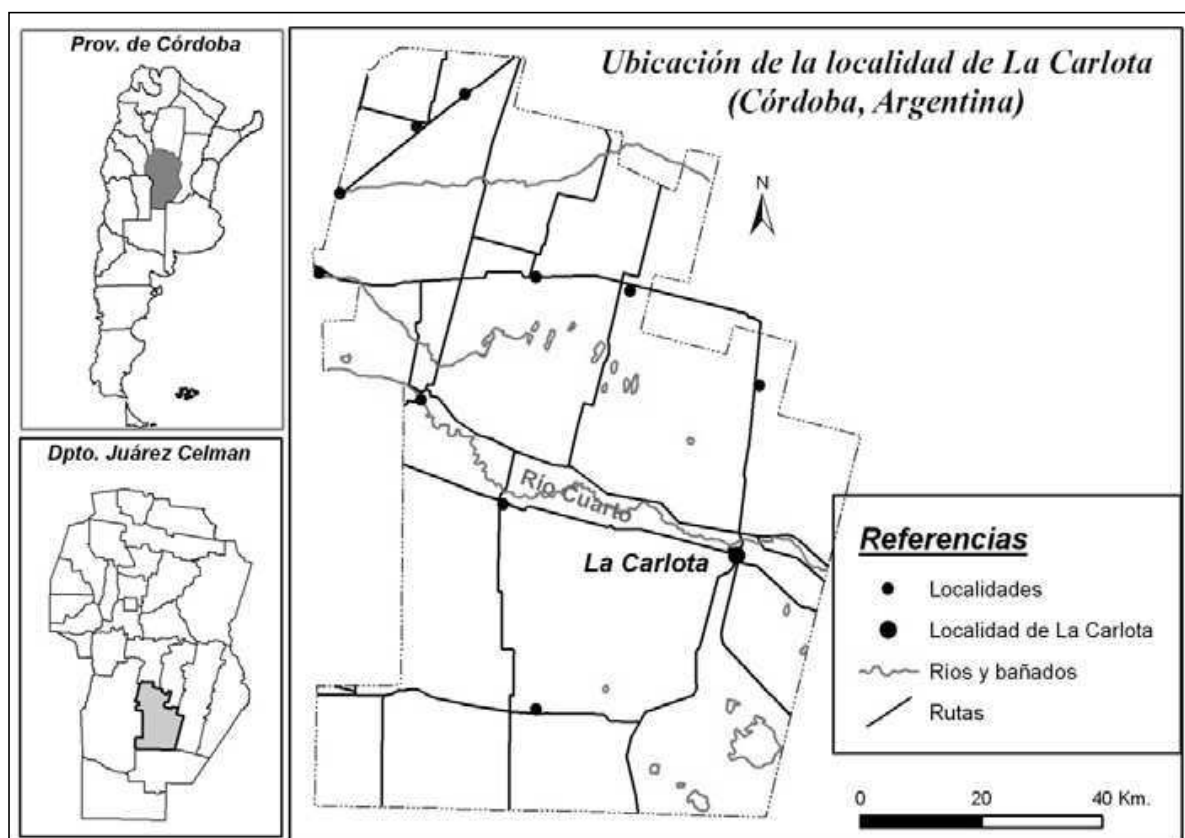 Prov. de Córdoba
Dpto. Juárez Celman
Ubicación de la localidad de La Carlota
(Córdoba, Argentina)
N
Río Cuarto
La Carlota
Referencias
Localidades
Localidad de La Carlota
Rios y bañados
Rutas
0 20 40 Km.